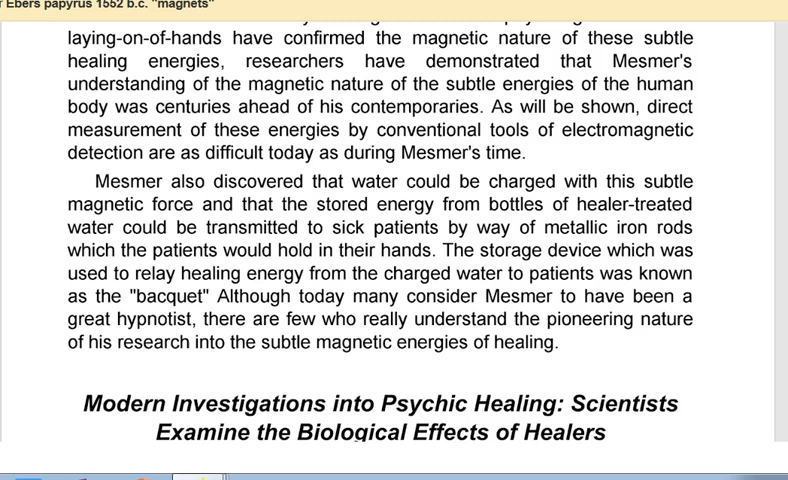 Ebers papyrus 1552 b.c. "magnets"
laying-on-of-hands have confirmed the magnetic nature of these subtle
healing energies, researchers have demonstrated that Mesmer's
understanding of the magnetic nature of the subtle energies of the human
body was centuries ahead of his contemporaries. As will be shown, direct
measurement of these energies by conventional tools of electromagnetic
detection are as difficult today as during Mesmer's time.
Mesmer also discovered that water could be charged with this subtle
magnetic force and that the stored energy from bottles of healer-treated
water could be transmitted to sick patients by way of metallic iron rods
which the patients would hold in their hands. The storage device which was
used to relay healing energy from the charged water to patients was known
as the "bacquet" Although today many consider Mesmer to have been a
great hypnotist, there are few who really understand the pioneering nature
of his research into the subtle magnetic energies of healing.
Modern Investigations into Psychic Healing: Scientists
Examine the Biological Effects of Healers